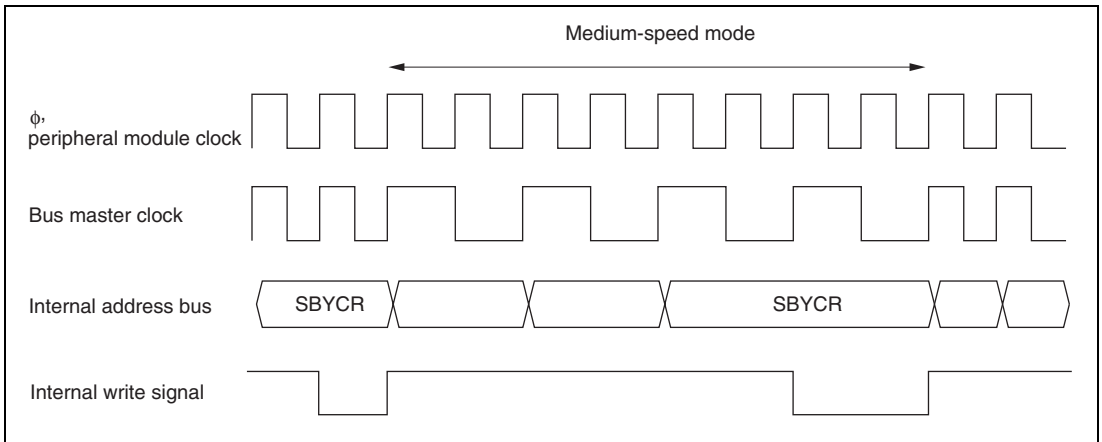 Medium-speed mode
ϕ,
peripheral module clock
Bus master clock
Internal address bus
SBYCR
SBYCR
Internal write signal